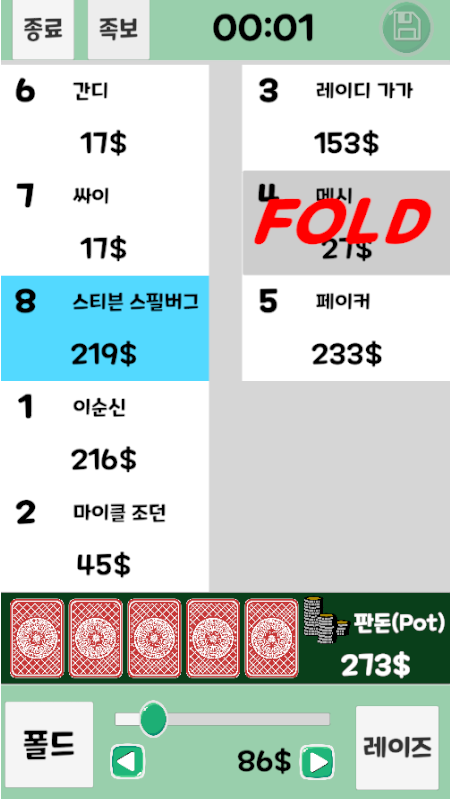 종료
족보
00:01
6 간디
17$
7 싸이
17$
8 스티븐 스필버그
219$
1 이순신
216$
2 마이클 조던
45$
3 레이디 가가
153$
4 메시
FOLD
27$
5 페이커
233$
판돈(Pot)
273$
폴드
86$
레이즈